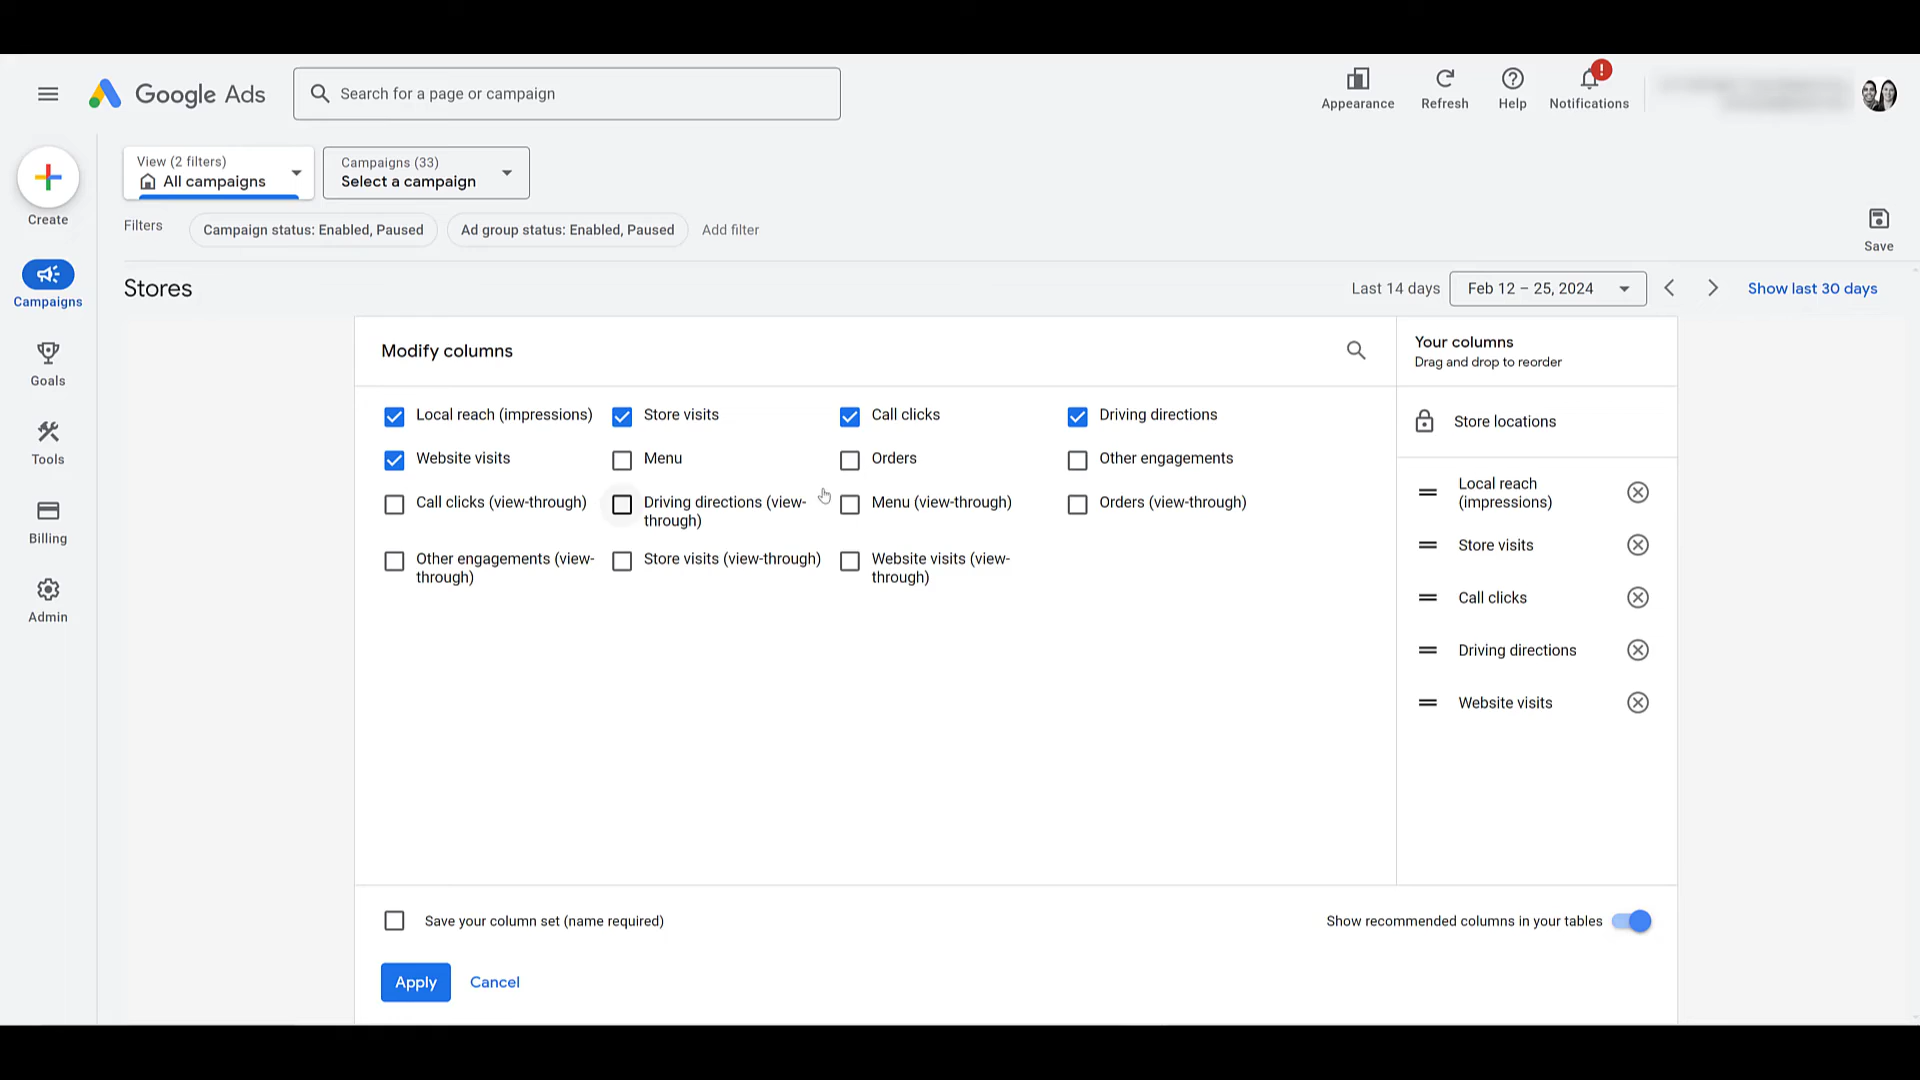 Google Ads
Search for a page or campaign
Appearance
Refresh
Help
!
Notifications
Create
Campaigns
Goals
Tools
Billing
Admin
View (2 filters)
All campaigns
Campaigns (33)
Select a campaign
Filters
Campaign status: Enabled, Paused
Ad group status: Enabled, Paused
Add filter
Save
Stores
Last 14 days
Feb 12 – 25, 2024
Show last 30 days
Modify columns
Local reach (impressions)
Store visits
Call clicks
Driving directions
Website visits
Menu
Orders
Other engagements
Call clicks (view-through)
Driving directions (view-
through)
Menu (view-through)
Orders (view-through)
Other engagements (view-
through)
Store visits (view-through)
Website visits (view-
through)
Your columns
Drag and drop to reorder
Store locations
Local reach
(impressions)
Store visits
Call clicks
Driving directions
Website visits
Save your column set (name required)
Show recommended columns in your tables
Apply
Cancel